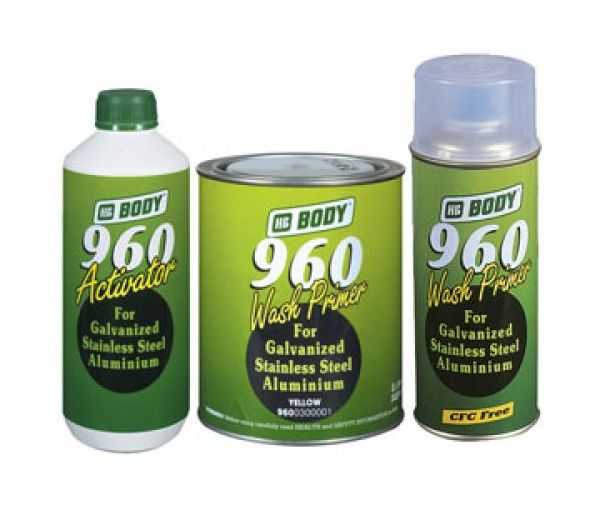 HB BODY
960
Activator
For
Galvanized
Stainless Steel
Aluminium
HB BODY
960
Wash Primer
For
Galvanized
Stainless Steel
Aluminium
YELLOW
9600300001
HB BODY
960
Wash Primer
For
Galvanized
Stainless Steel
Aluminium
CFC Free